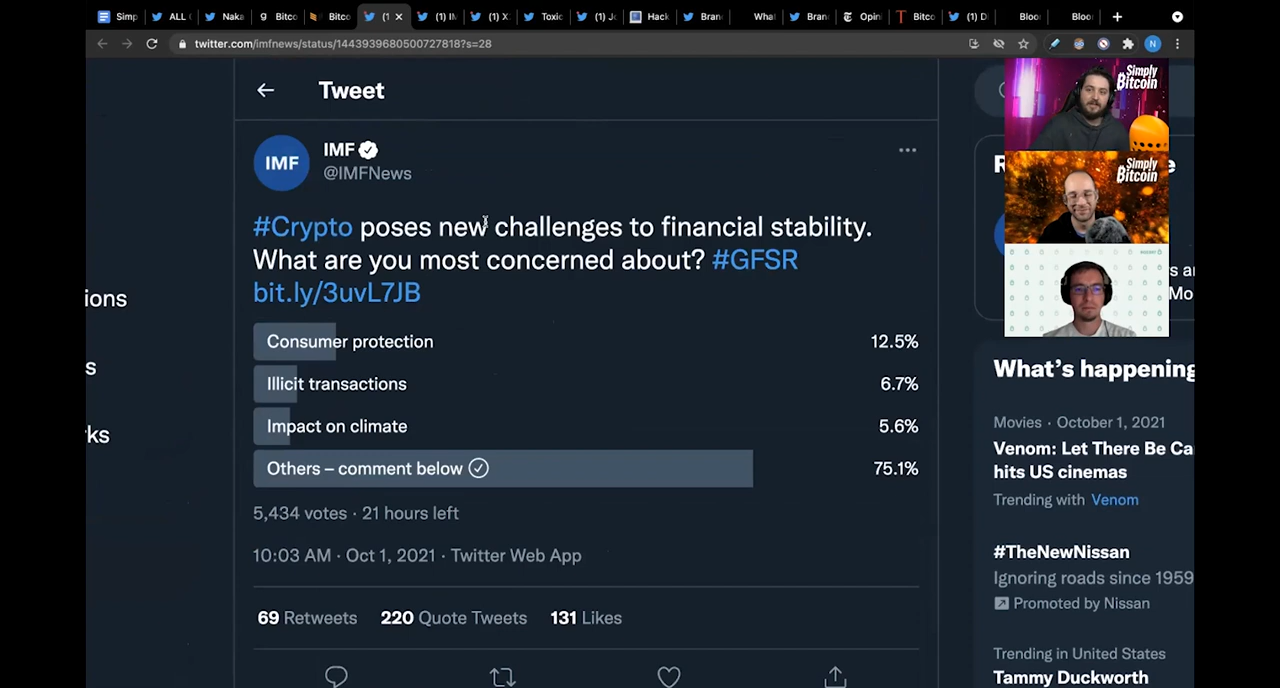 Simp
ALL
Naka
Bitco
Bitco
(1
(1) IM
(1) X
Toxic
(1) Jo
Hack
Bran
What
Bran
Opin
Bitco
(1) D
Bloo
Bloo
twitter.com/imfnews/status/1443939680500727818?s=28
N
Tweet
IMF
IMF
@IMFNews
#Crypto poses new challenges to financial stability.
What are you most concerned about? #GFSR
bit.ly/3uvL7JB
Consumer protection 12.5%
Illicit transactions 6.7%
Impact on climate 5.6%
Others – comment below 75.1%
5,434 votes · 21 hours left
10:03 AM · Oct 1, 2021 · Twitter Web App
69 Retweets 220 Quote Tweets 131 Likes
ions
s
rks
Simply
Bitcoin
Simply
Bitcoin
R
e
s an
Mo
What's happening
Movies · October 1, 2021
Venom: Let There Be Ca
hits US cinemas
Trending with Venom
#TheNewNissan
Ignoring roads since 1959
Promoted by Nissan
Trending in United States
Tammy Duckworth